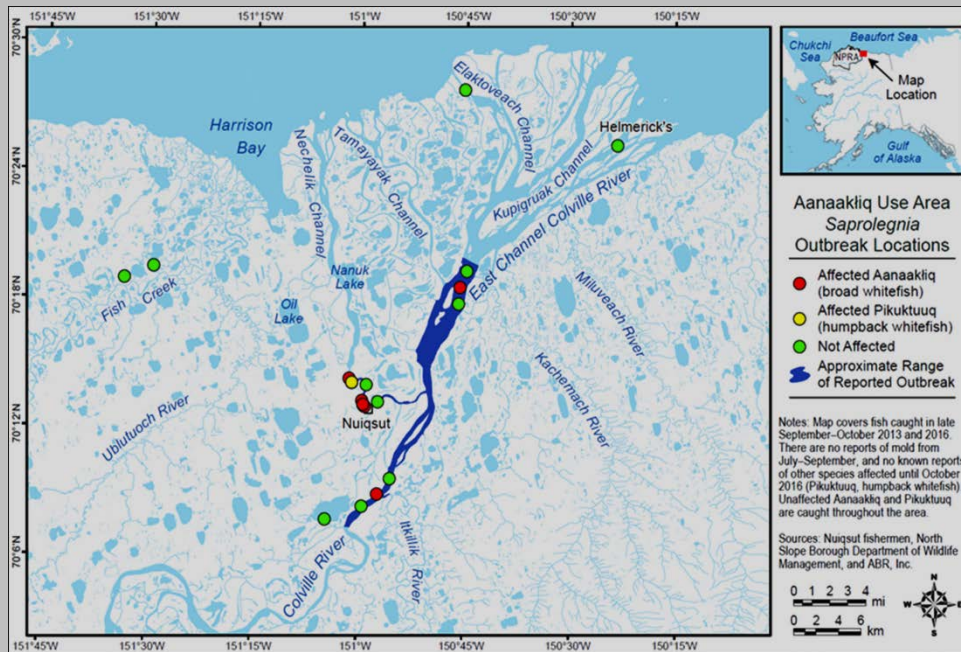 151°45'W 151°30'W 151°15'W 151°W 150°45'W 150°30'W 150°15'W
70°30'N
70°24'N
70°18'N
70°12'N
70°6'N
Harrison
Bay
Nechelik Channel
Tamayayak Channel
Elaktoveach Channel
Helmerick's
Kupigruak Channel
East Channel Colville River
Fish Creek
Nanuk
Lake
Oil
Lake
Miluveach River
Kachemach River
Ublutuoch River
Nuiqsut
Colville River
Itkillik River
151°45'W 151°30'W 151°15'W 151°W 150°45'W 150°30'W 150°15'W
Chukchi
Sea
Beaufort Sea
NPRA
Map
Location
Gulf
of Alaska
Aanaakliq Use Area
Saprolegnia
Outbreak Locations
Affected Aanaakliq
(broad whitefish)
Affected Pikuktuuq
(humpback whitefish)
Not Affected
Approximate Range
of Reported Outbreak
Notes: Map covers fish caught in late
September–October 2013 and 2016.
There are no reports of mold from
July–September, and no known reports
of other species affected until October
2016 (Pikuktuuq, humpback whitefish)
Unaffected Aanaakliq and Pikuktuuq
are caught throughout the area.
Sources: Nuiqsut fishermen, North
Slope Borough Department of Wildlife
Management, and ABR, Inc.
0 1 2 3 4
mi
0 2 4 6
km
N
W E
S